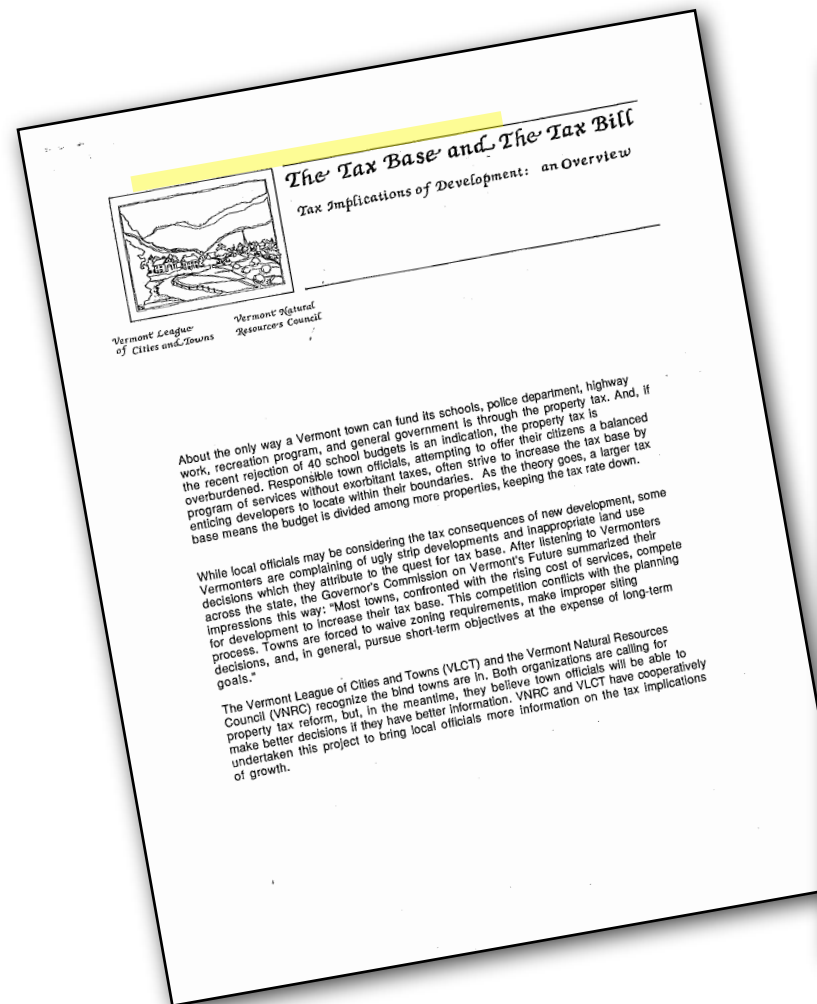 The Tax Base and The Tax Bill
Tax Implications of Development: an Overview
Vermont League
of Cities and Towns
Vermont Natural
Resources Council
About the only way a Vermont town can fund its schools, police department, highway
work, recreation program, and general government is through the property tax. And, if
the recent rejection of 40 school budgets is an indication, the property tax is
overburdened. Responsible town officials, attempting to offer their citizens a balanced
program of services without exorbitant taxes, often strive to increase the tax base by
enticing developers to locate within their boundaries. As the theory goes, a larger tax
base means the budget is divided among more properties, keeping the tax rate down.
While local officials may be considering the tax consequences of new development, some
Vermonters are complaining of ugly strip developments and inappropriate land use
decisions which they attribute to the quest for tax base. After listening to Vermonters
across the state, the Governor's Commission on Vermont's Future summarized their
impressions this way: "Most towns, confronted with the rising cost of services, compete
for development to increase their tax base. This competition conflicts with the planning
process. Towns are forced to waive zoning requirements, make improper siting
decisions, and, in general, pursue short-term objectives at the expense of long-term
goals."
The Vermont League of Cities and Towns (VLCT) and the Vermont Natural Resources
Council (VNRC) recognize the bind towns are in. Both organizations are calling for
property tax reform, but, in the meantime, they believe town officials will be able to
make better decisions if they have better information. VNRC and VLCT have cooperatively
undertaken this project to bring local officials more information on the tax implications
of growth.